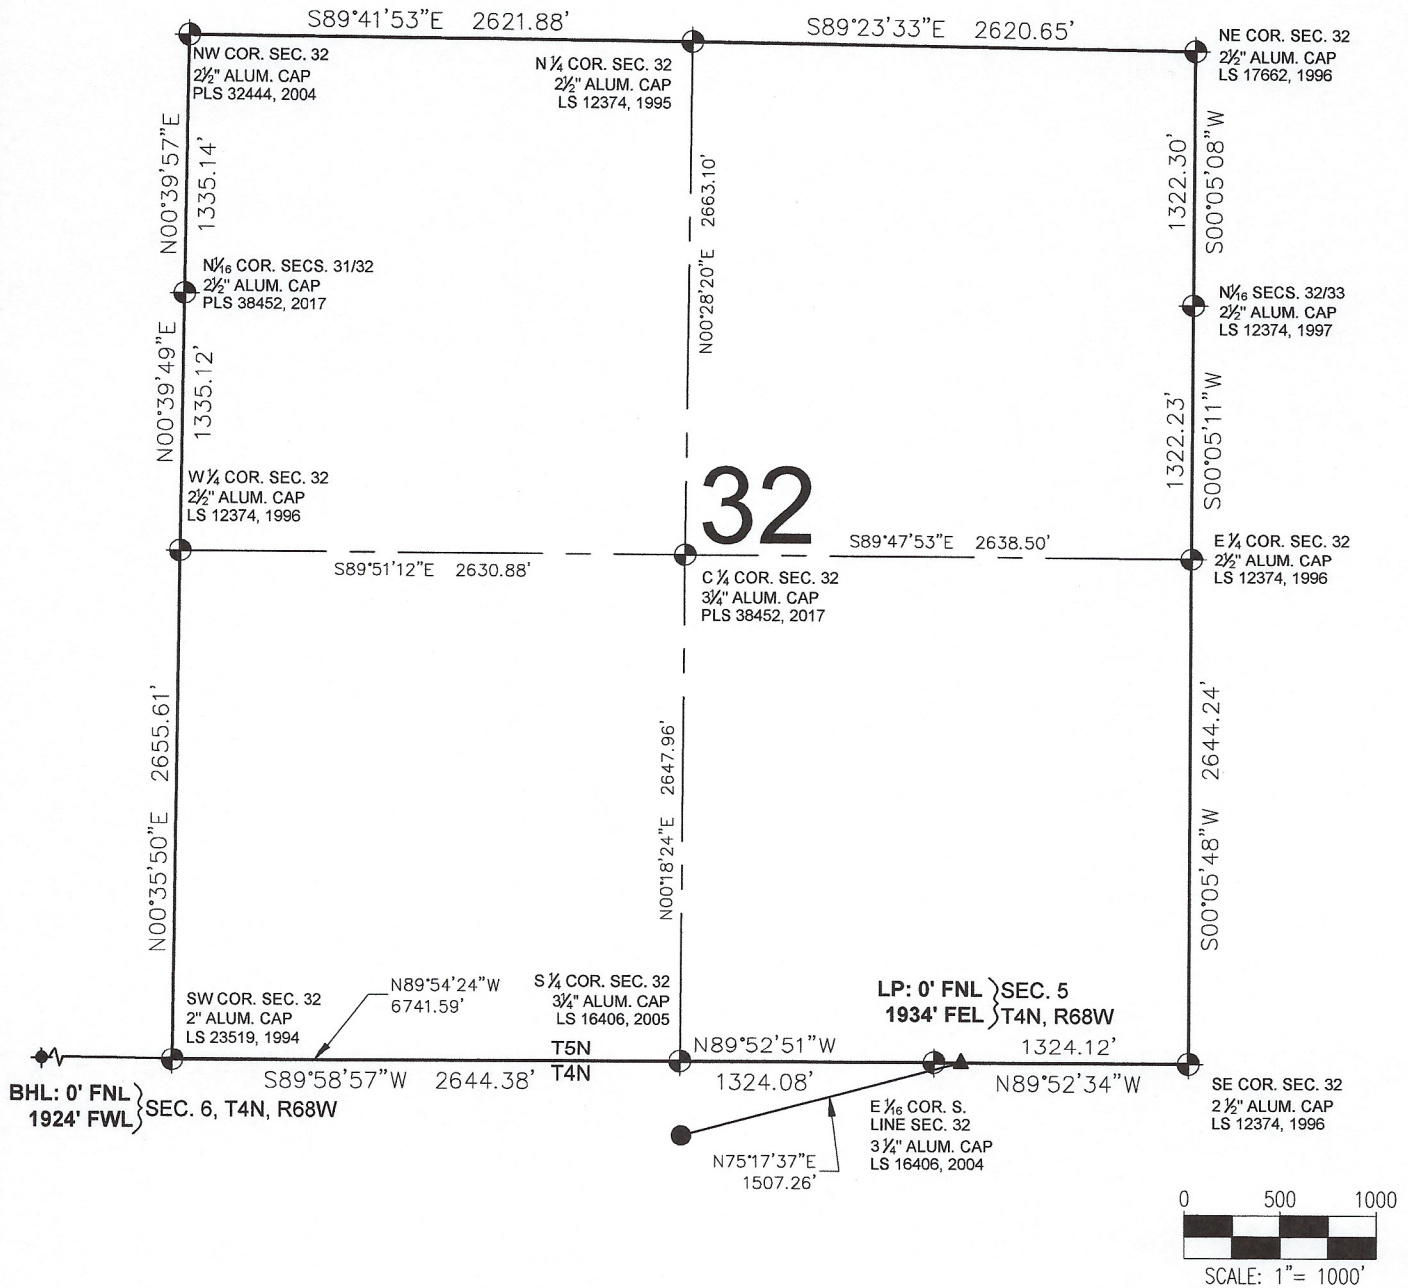 S89°41'53"E 2621.88'
S89°23'33"E 2620.65'
NW COR. SEC. 32
2½" ALUM. CAP
PLS 32444, 2004
N ¼ COR. SEC. 32
2½" ALUM. CAP
LS 12374, 1995
NE COR. SEC. 32
2½" ALUM. CAP
LS 17662, 1996
N00°39'57"E
1335.14'
N00°28'20"E 2663.10'
1322.30'
S00°05'08"W
N⅟16 COR. SECS. 31/32
2½" ALUM. CAP
PLS 38452, 2017
N⅟16 SECS. 32/33
2½" ALUM. CAP
LS 12374, 1997
N00°39'49"E
1335.12'
1322.23'
S00°05'11"W
W ¼ COR. SEC. 32
2½" ALUM. CAP
LS 12374, 1996
32
S89°51'12"E 2630.88'
S89°47'53"E 2638.50'
E ¼ COR. SEC. 32
2½" ALUM. CAP
LS 12374, 1996
C ¼ COR. SEC. 32
3¼" ALUM. CAP
PLS 38452, 2017
N00°35'50"E 2655.61'
N00°18'24"E 2647.96'
S00°05'48"W 2644.24'
SW COR. SEC. 32
2" ALUM. CAP
LS 23519, 1994
N89°54'24"W
6741.59'
S ¼ COR. SEC. 32
3¼" ALUM. CAP
LS 16406, 2005
LP: 0' FNL
1934' FEL
SEC. 5
T4N, R68W
T5N
T4N
N89°52'51"W
1324.08'
1324.12'
N89°52'34"W
S89°58'57"W 2644.38'
BHL: 0' FNL
1924' FWL
SEC. 6, T4N, R68W
E ⅟16 COR. S.
LINE SEC. 32
3¼" ALUM. CAP
LS 16406, 2004
SE COR. SEC. 32
2 ½" ALUM. CAP
LS 12374, 1996
N75°17'37"E
1507.26'
0 500 1000
SCALE: 1"= 1000'